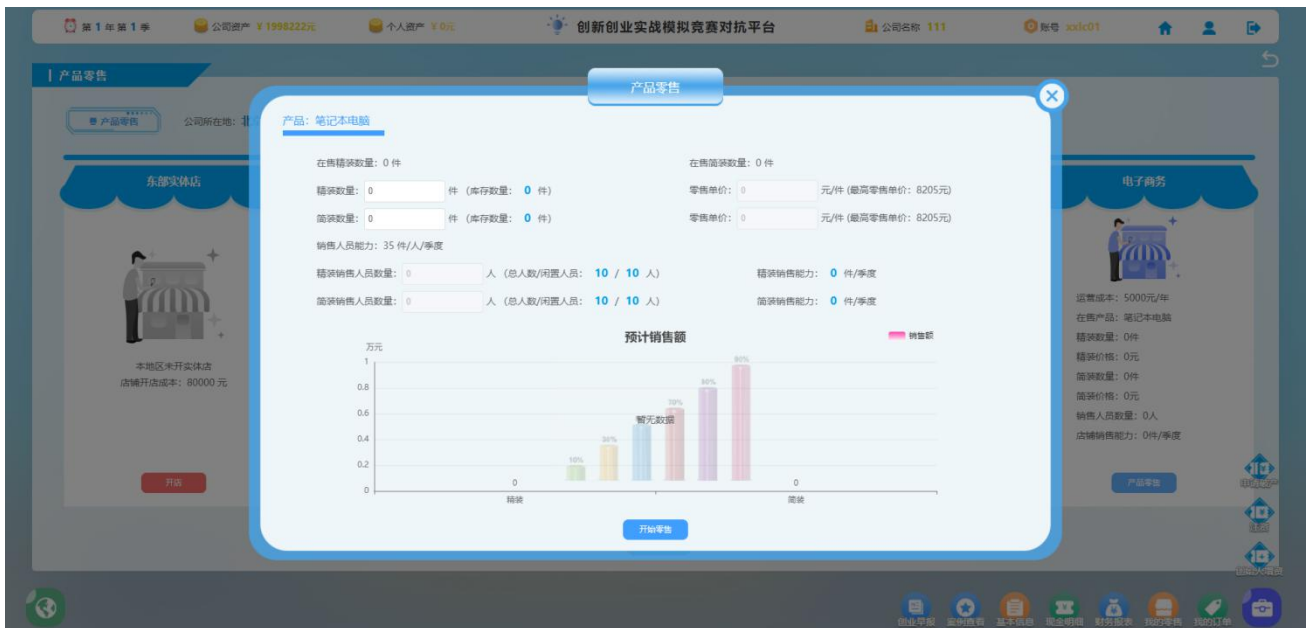 第 1 年第 1 季
公司资产 ¥ 1998222元
个人资产 ¥ 0元
创新创业实战模拟竞赛对抗平台
公司名称 111
账号 xxlc01
产品零售
产品零售
产品零售
公司所在地：
产品：笔记本电脑
在售精装数量：0 件
在售简装数量：0 件
精装数量： 0 件 (库存数量： 0 件)
零售单价： 0 元/件 (最高零售单价：8205元)
简装数量： 0 件 (库存数量： 0 件)
零售单价： 0 元/件 (最高零售单价：8205元)
销售人员能力：35 件/人/季度
精装销售人员数量： 0 人 (总人数/闲置人员： 10 / 10 人)
精装销售能力： 0 件/季度
简装销售人员数量： 0 人 (总人数/闲置人员： 10 / 10 人)
简装销售能力： 0 件/季度
预计销售额
销售额
万元
1
0.8
0.6
0.4
0.2
0
10%
30%
70%
80%
90%
暂无数据
0
0
精装
简装
开始零售
东部实体店
本地区未开实体店
店铺开店成本：80000 元
开店
电子商务
运营成本：5000元/年
在售产品：笔记本电脑
精装数量：0件
精装价格：0元
简装数量：0件
简装价格：0元
销售人员数量：0人
店铺销售能力：0件/季度
产品零售
创业早报
案例查看
基本信息
现金明细
财务报表
我的零售
我的订单